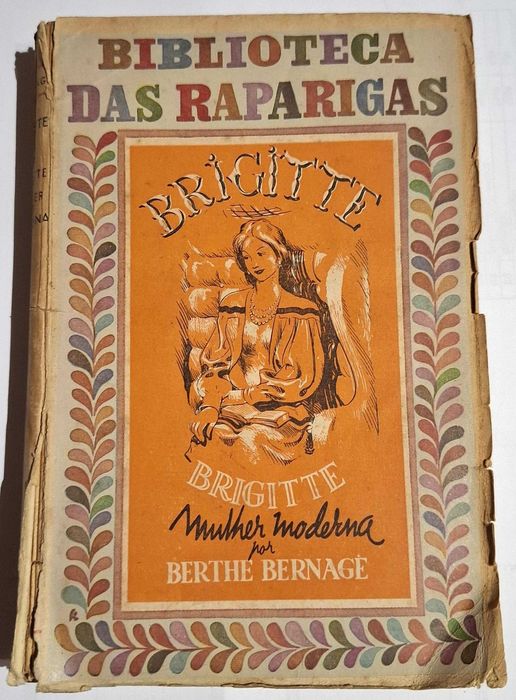 BIBLIOTECA
DAS RAPARIGAS
BRIGITTE
BRIGITTE
Mulher Moderna
por
BERTHE BERNAGE